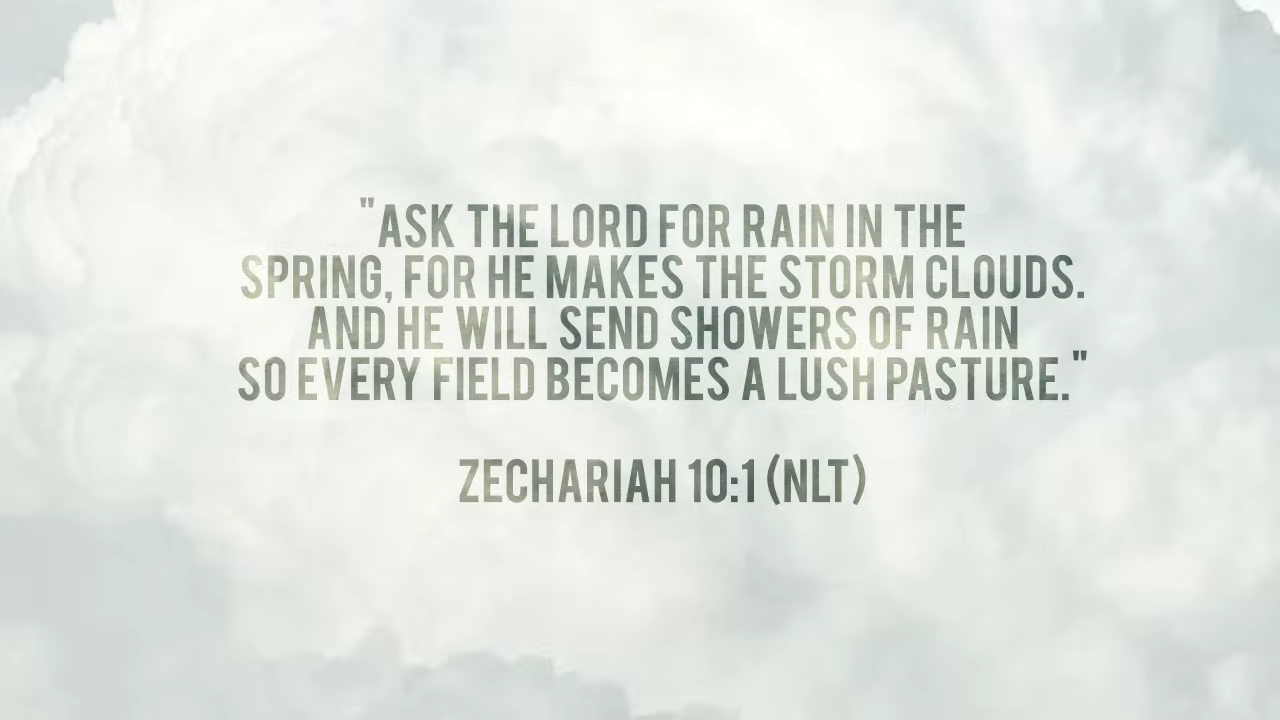 "ASK THE LORD FOR RAIN IN THE
SPRING, FOR HE MAKES THE STORM CLOUDS.
AND HE WILL SEND SHOWERS OF RAIN
SO EVERY FIELD BECOMES A LUSH PASTURE."
ZECHARIAH 10:1 (NLT)